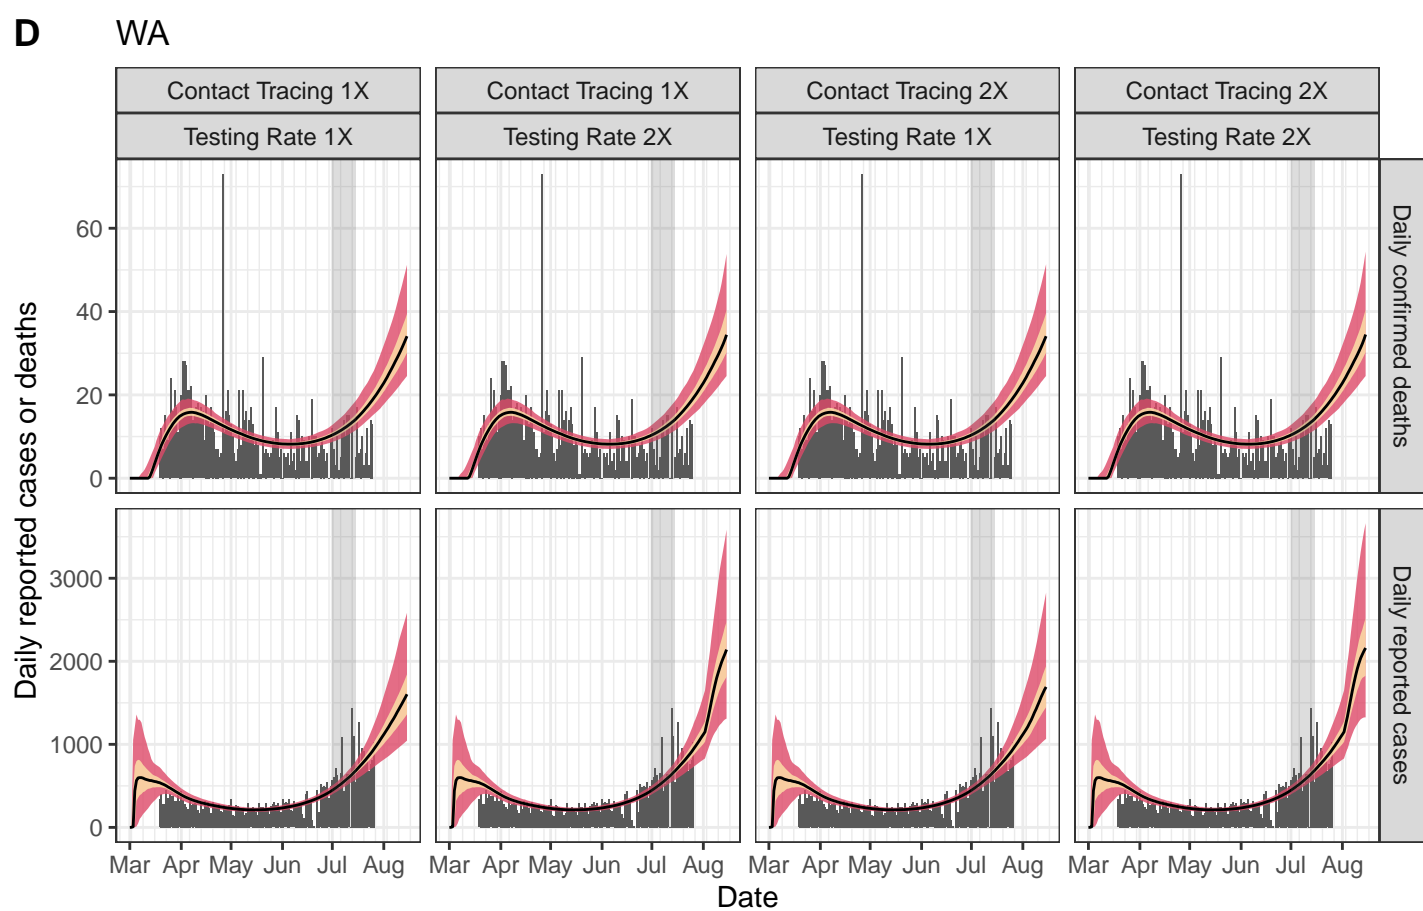 D WA
Contact Tracing 1X Contact Tracing 1X Contact Tracing 2X Contact Tracing 2X
Testing Rate 1X Testing Rate 2X Testing Rate 1X Testing Rate 2X
60
40
20
0
Daily confirmed deaths
Daily reported cases or deaths
3000
2000
1000
0
Daily reported cases
Mar Apr May Jun Jul Aug Mar Apr May Jun Jul Aug Mar Apr May Jun Jul Aug Mar Apr May Jun Jul Aug
Date